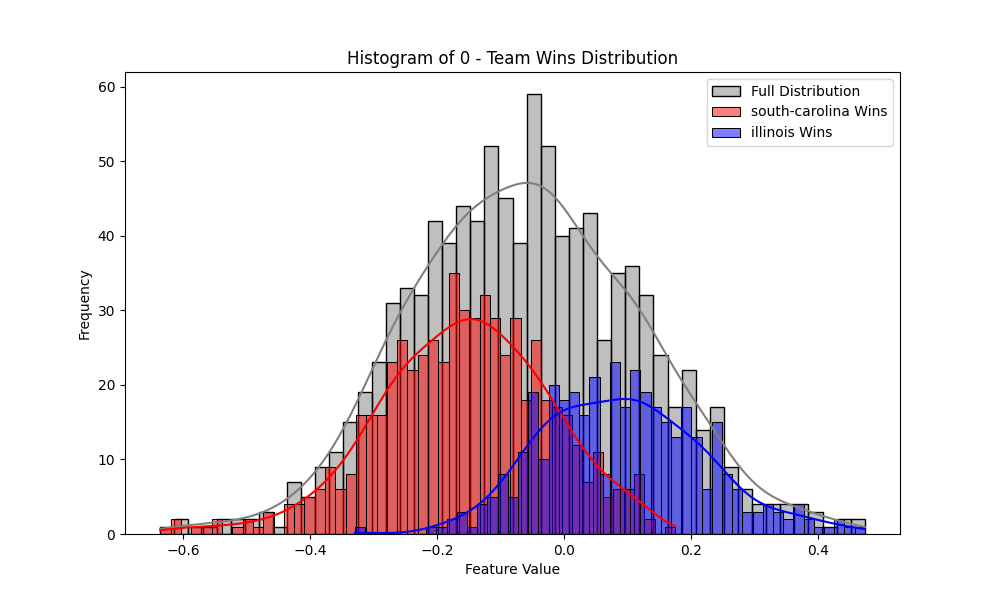 Histogram of 0 - Team Wins Distribution
Full Distribution
south-carolina Wins
illinois Wins
60
50
40
30
20
10
0
Frequency
−0.6 −0.4 −0.2 0.0 0.2 0.4
Feature Value